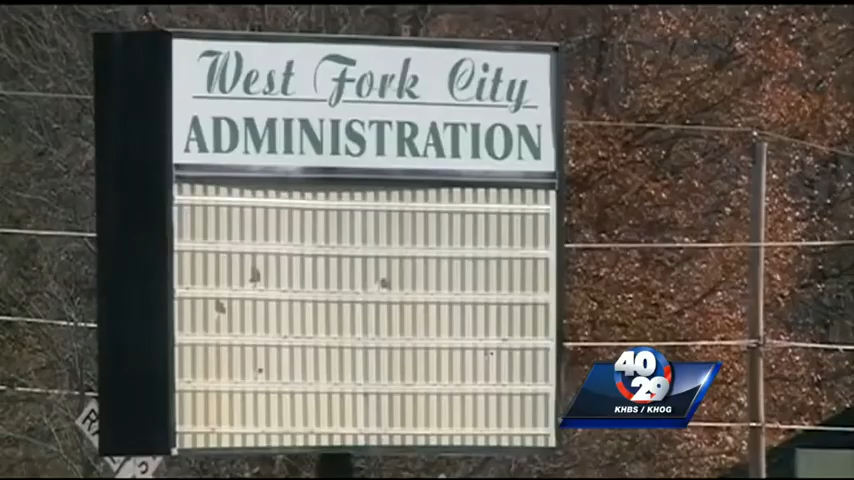 West Fork City
ADMINISTRATION
40
29
KHBS / KHOG
R